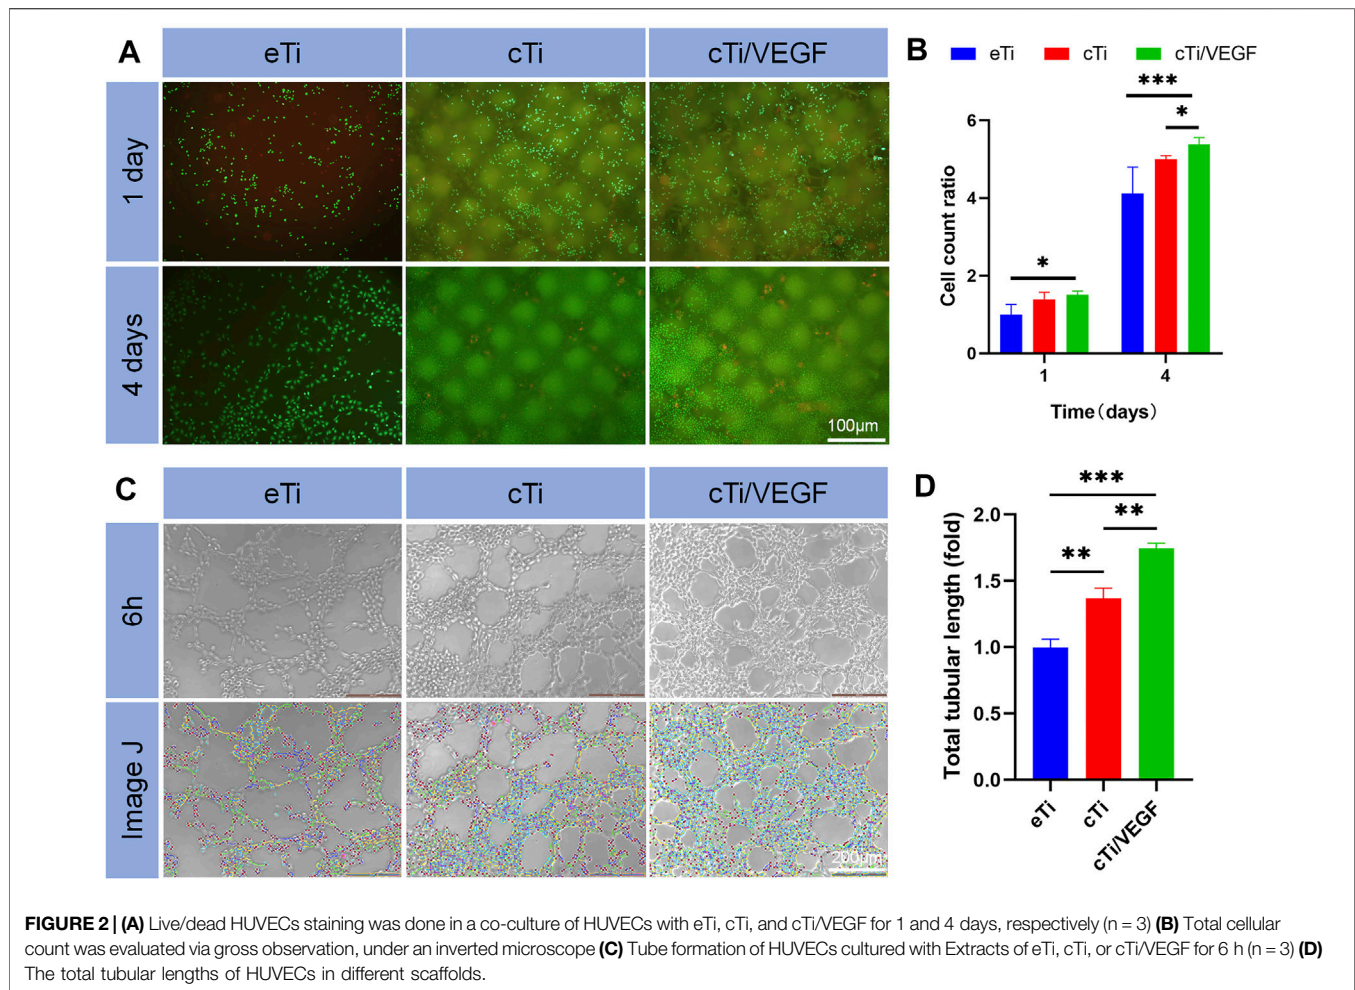 A
eTi
cTi
cTi/VEGF
1 day
4 days
100μm
B
eTi
cTi
cTi/VEGF
***
*
*
Cell count ratio
6
4
2
0
1
4
Time（days）
C
eTi
cTi
cTi/VEGF
6h
Image J
200μm
D
***
**
**
Total tubular length (fold)
2.0
1.5
1.0
0.5
0.0
eTi
cTi
cTi/VEGF
FIGURE 2 | (A) Live/dead HUVECs staining was done in a co-culture of HUVECs with eTi, cTi, and cTi/VEGF for 1 and 4 days, respectively (n = 3) (B) Total cellular
count was evaluated via gross observation, under an inverted microscope (C) Tube formation of HUVECs cultured with Extracts of eTi, cTi, or cTi/VEGF for 6 h (n = 3) (D)
The total tubular lengths of HUVECs in different scaffolds.